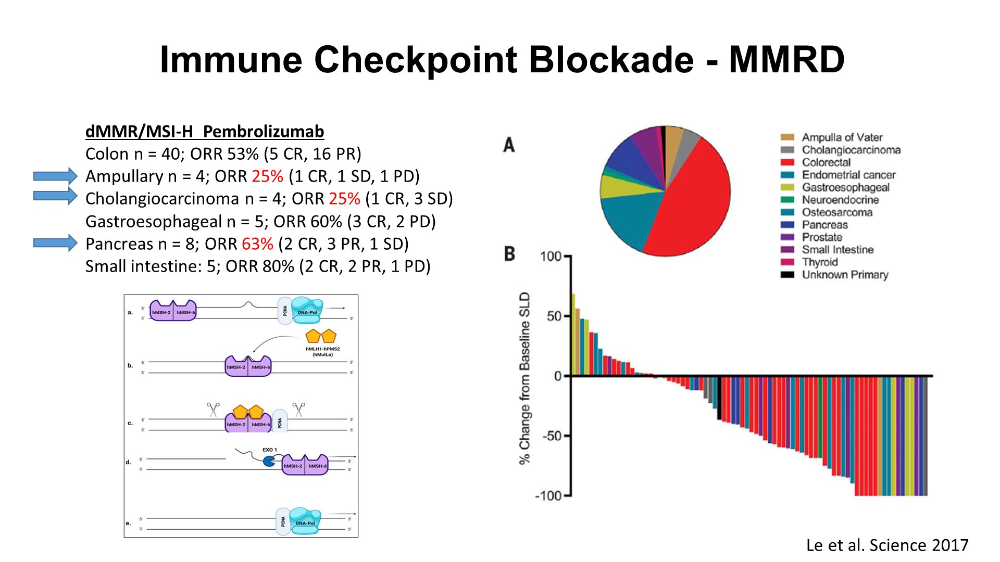 Immune Checkpoint Blockade - MMRD
dMMR/MSI-H Pembrolizumab
Colon n = 40; ORR 53% (5 CR, 16 PR)
Ampullary n = 4; ORR 25% (1 CR, 1 SD, 1 PD)
Cholangiocarcinoma n = 4; ORR 25% (1 CR, 3 SD)
Gastroesophageal n = 5; ORR 60% (3 CR, 2 PD)
Pancreas n = 8; ORR 63% (2 CR, 3 PR, 1 SD)
Small intestine: 5; ORR 80% (2 CR, 2 PR, 1 PD)
a.
5'
3'
hMSH-2
hMSH-6
PCNA
DNA-Pol
5'
hMLH1-hPMS2
(hMutLα)
b.
5'
3'
hMSH-2
hMSH-6
3'
5'
c.
5'
3'
hMSH-2
hMSH-6
PCNA
3'
5'
EXO 1
d.
5'
3'
hMSH-2
hMSH-6
3'
5'
e.
5'
3'
PCNA
DNA-Pol
3'
5'
A
Ampulla of Vater
Cholangiocarcinoma
Colorectal
Endometrial cancer
Gastroesophageal
Neuroendocrine
Osteosarcoma
Pancreas
Prostate
Small Intestine
Thyroid
Unknown Primary
B
% Change from Baseline SLD
100
50
0
-50
-100
Le et al. Science 2017